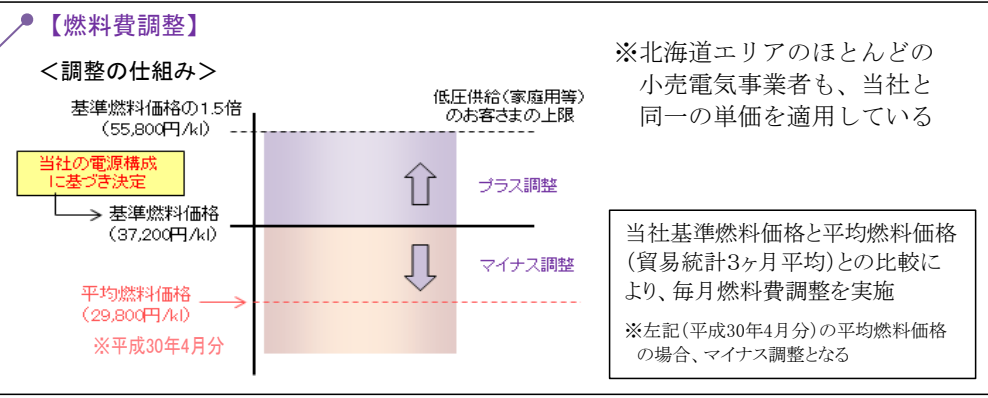 【燃料費調整】
＜調整の仕組み＞
基準燃料価格の1.5倍
（55,800円/kl）
低圧供給（家庭用等）
のお客さまの上限
当社の電源構成
に基づき決定
プラス調整
基準燃料価格
（37,200円/kl）
マイナス調整
平均燃料価格
（29,800円/kl）
※平成30年4月分
※北海道エリアのほとんどの
小売電気事業者も、当社と
同一の単価を適用している
当社基準燃料価格と平均燃料価格
（貿易統計３ヶ月平均）との比較に
より、毎月燃料費調整を実施
※左記（平成30年4月分）の平均燃料価格
の場合、マイナス調整となる